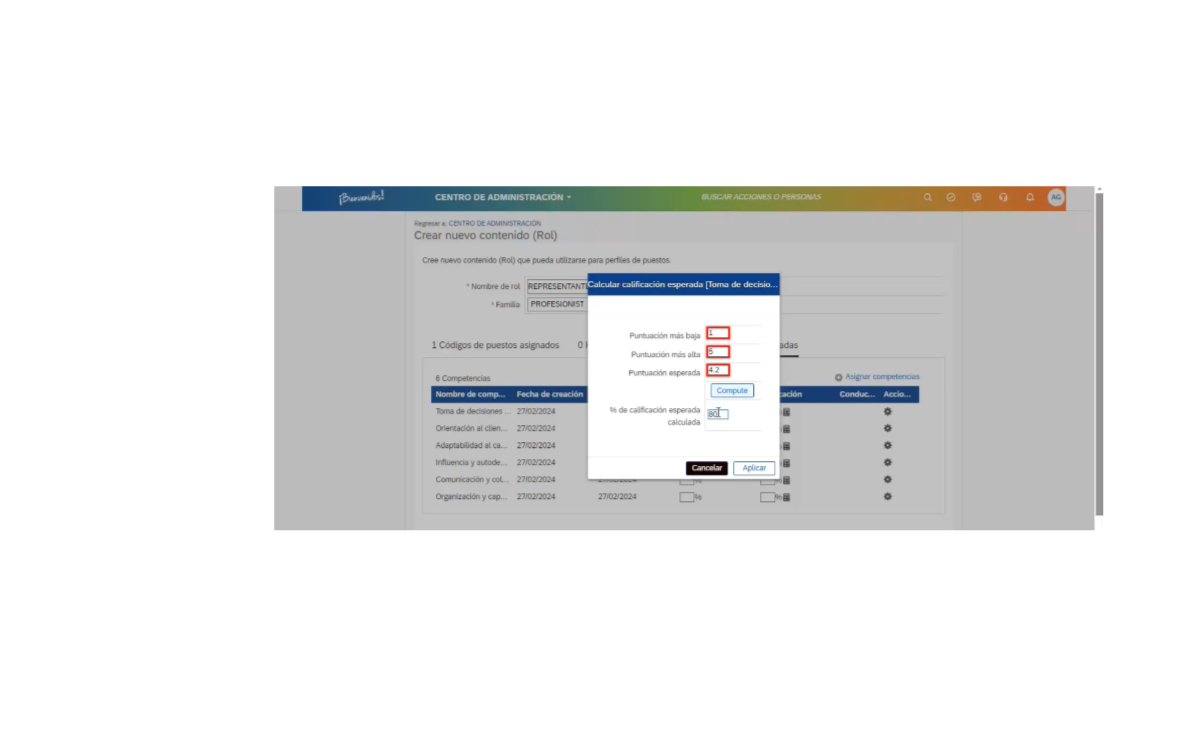 ¡Bienvenidos!
CENTRO DE ADMINISTRACIÓN
BUSCAR ACCIONES O PERSONAS
AG
Regresar a: CENTRO DE ADMINISTRACIÓN
Crear nuevo contenido (Rol)
Cree nuevo contenido (Rol) que pueda utilizarse para perfiles de puestos.
* Nombre de rol REPRESENTANTE
* Familia PROFESIONIST
Calcular calificación esperada [Toma de decisio...
Puntuación más baja 1
Puntuación más alta 5
Puntuación esperada 4.2
Compute
% de calificación esperada calculada 80
Cancelar Aplicar
1 Códigos de puestos asignados 0 adas
6 Competencias Asignar competencias
Nombre de comp... Fecha de creación cación Conduc... Accio...
Toma de decisiones ... 27/02/2024
Orientación al clien... 27/02/2024
Adaptabilidad al ca... 27/02/2024
Influencia y autode... 27/02/2024
Comunicación y col... 27/02/2024 27/02/2024 % %
Organización y cap... 27/02/2024 27/02/2024 % %